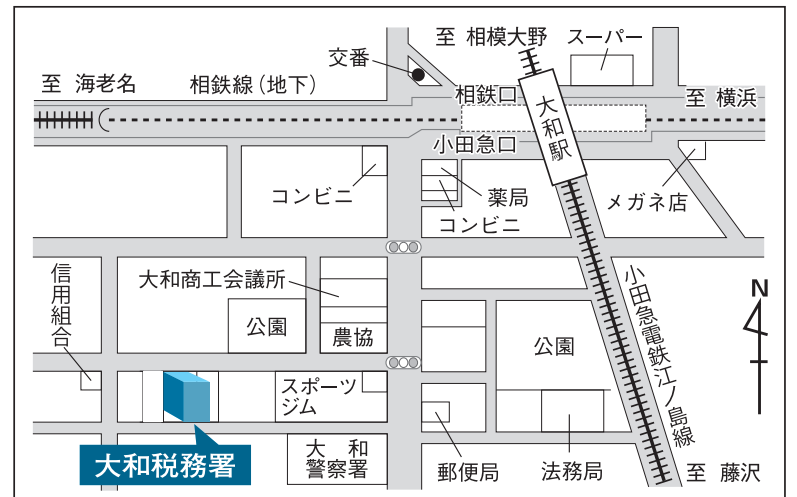 至 相模大野
スーパー
交番
至 海老名
相鉄線（地下）
相鉄口
至 横浜
大和駅
小田急口
コンビニ
薬局
コンビニ
メガネ店
信用組合
大和商工会議所
小田急電鉄江ノ島線
N
公園
農協
公園
スポーツ
ジム
大和税務署
大和
警察署
郵便局
法務局
至 藤沢